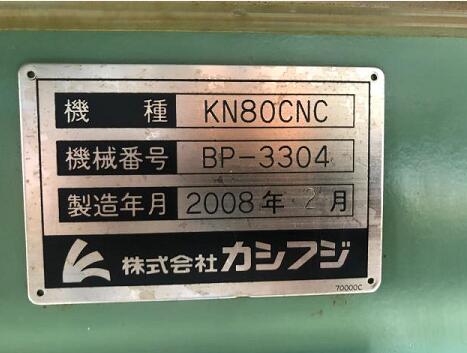 機種 KN80CNC
機械番号 BP-3304
製造年月 2008年 2月
株式会社カシフジ
70000C